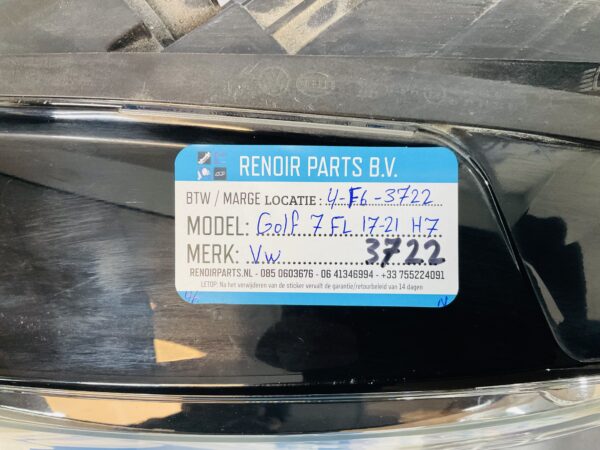 RENOIR PARTS B.V.
BTW / MARGE LOCATIE : 4-F6-3722
MODEL: Golf 7 FL 17-21 H7
MERK: VW 3722
RENOIRPARTS.NL - 085 0603676 - 06 41346994 - +33 755224091
LETOP: Na het verwijderen van de sticker vervalt de garantie/retourbeleid van 14 dagen